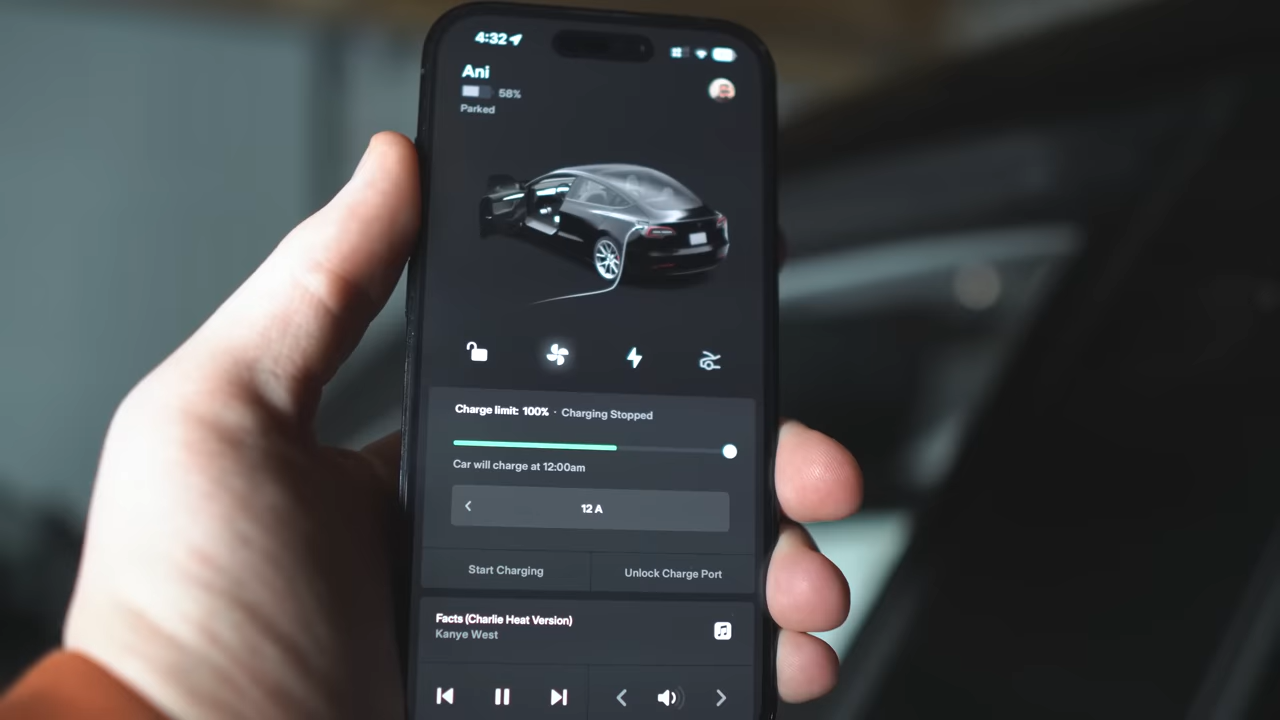 4:32
Ani
58%
Parked
Charge limit: 100% · Charging Stopped
Car will charge at 12:00am
12 A
Start Charging
Unlock Charge Port
Facts (Charlie Heat Version)
Kanye West